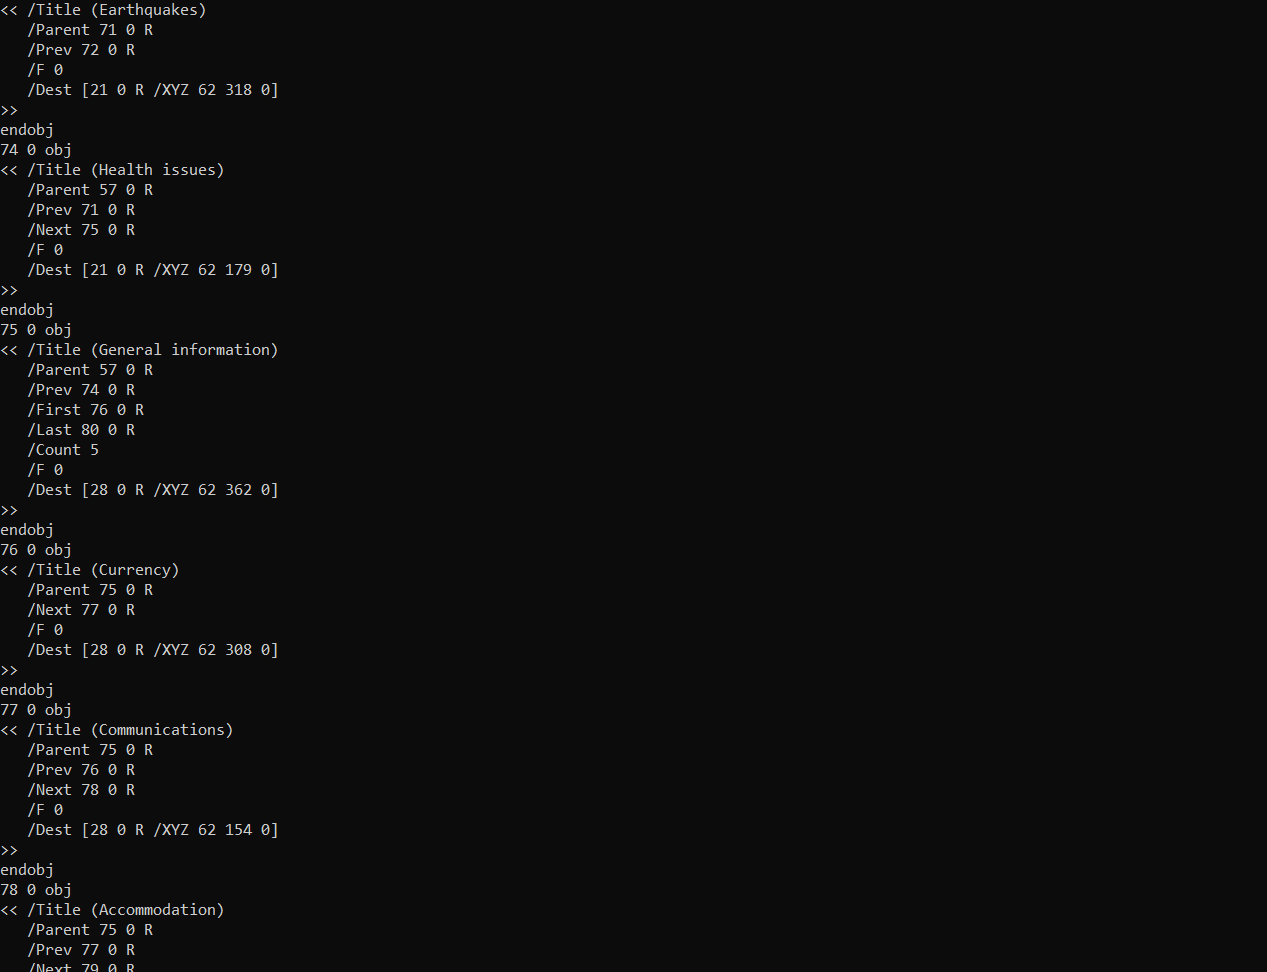 << /Title (Earthquakes)
   /Parent 71 0 R
   /Prev 72 0 R
   /F 0
   /Dest [21 0 R /XYZ 62 318 0]
>>
endobj
74 0 obj
<< /Title (Health issues)
   /Parent 57 0 R
   /Prev 71 0 R
   /Next 75 0 R
   /F 0
   /Dest [21 0 R /XYZ 62 179 0]
>>
endobj
75 0 obj
<< /Title (General information)
   /Parent 57 0 R
   /Prev 74 0 R
   /First 76 0 R
   /Last 80 0 R
   /Count 5
   /F 0
   /Dest [28 0 R /XYZ 62 362 0]
>>
endobj
76 0 obj
<< /Title (Currency)
   /Parent 75 0 R
   /Next 77 0 R
   /F 0
   /Dest [28 0 R /XYZ 62 308 0]
>>
endobj
77 0 obj
<< /Title (Communications)
   /Parent 75 0 R
   /Prev 76 0 R
   /Next 78 0 R
   /F 0
   /Dest [28 0 R /XYZ 62 154 0]
>>
endobj
78 0 obj
<< /Title (Accommodation)
   /Parent 75 0 R
   /Prev 77 0 R
   /Next 79 0 R